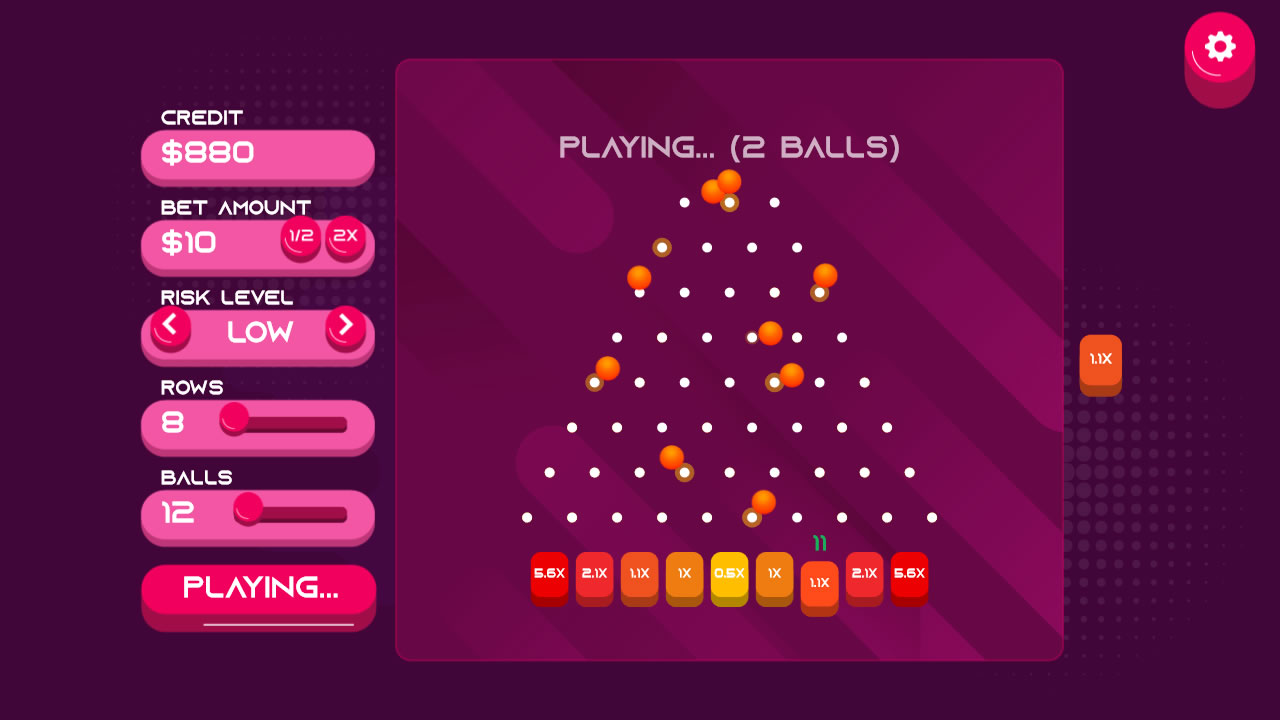 CREDIT
$880
BET AMOUNT
$10
1/2
2X
RISK LEVEL
LOW
ROWS
8
BALLS
12
PLAYING...
PLAYING... (2 BALLS)
11
5.6X
2.1X
1.1X
1X
0.5X
1X
1.1X
2.1X
5.6X
1.1X